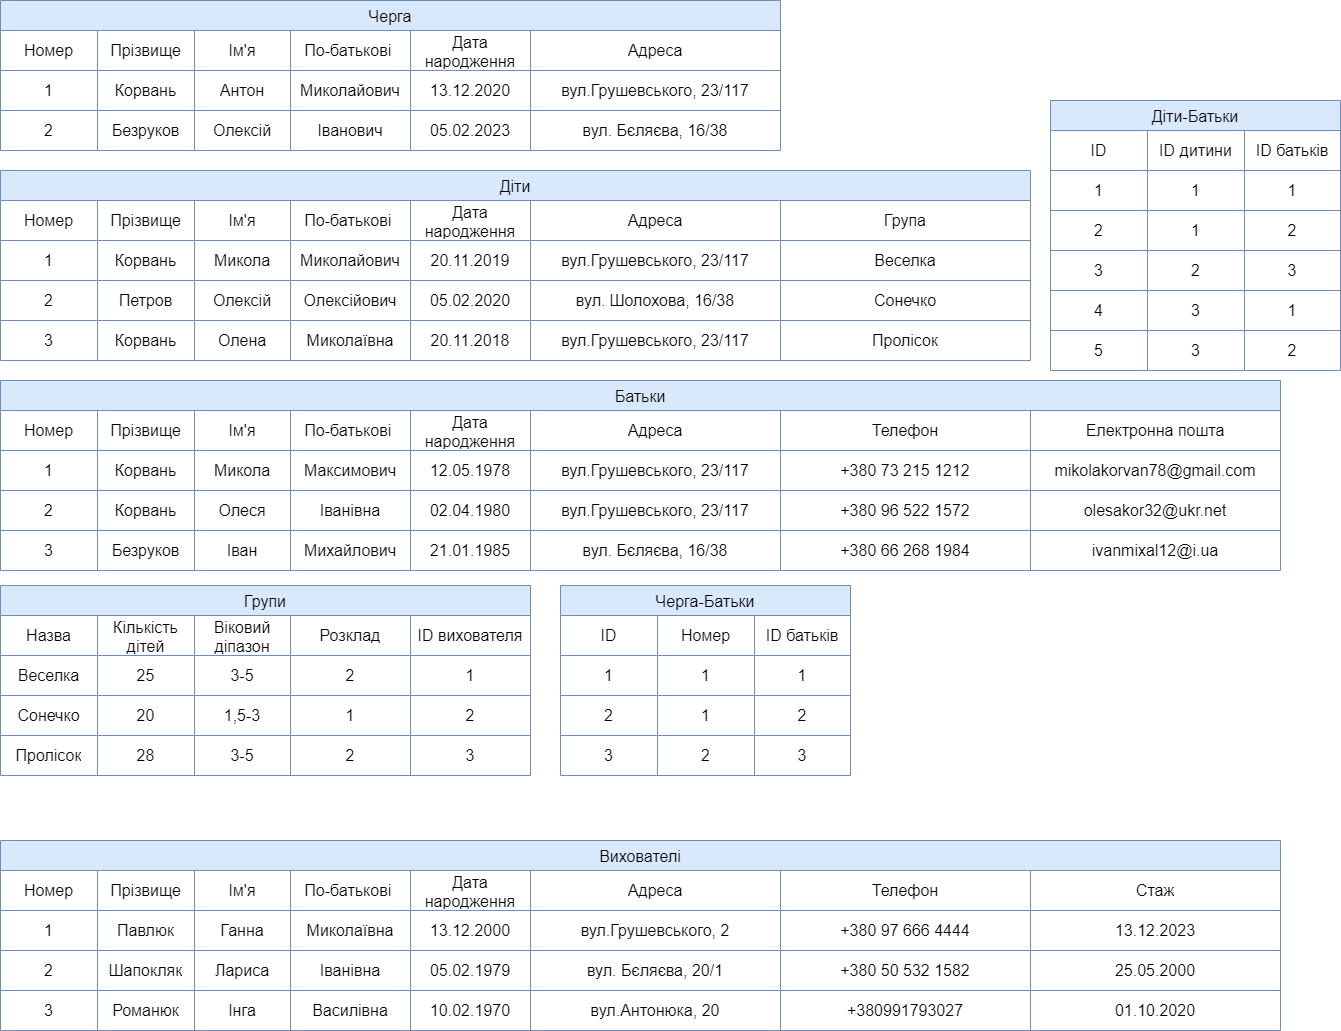 Черга
Номер Прізвище Ім'я По-батькові Дата народження Адреса
1 Корвань Антон Миколайович 13.12.2020 вул.Грушевського, 23/117
2 Безруков Олексій Іванович 05.02.2023 вул. Бєляєва, 16/38
Діти-Батьки
ID ID дитини ID батьків
1 1 1
2 1 2
3 2 3
4 3 1
5 3 2
Діти
Номер Прізвище Ім'я По-батькові Дата народження Адреса Група
1 Корвань Микола Миколайович 20.11.2019 вул.Грушевського, 23/117 Веселка
2 Петров Олексій Олексійович 05.02.2020 вул. Шолохова, 16/38 Сонечко
3 Корвань Олена Миколаївна 20.11.2018 вул.Грушевського, 23/117 Пролісок
Батьки
Номер Прізвище Ім'я По-батькові Дата народження Адреса Телефон Електронна пошта
1 Корвань Микола Максимович 12.05.1978 вул.Грушевського, 23/117 +380 73 215 1212 mikolakorvan78@gmail.com
2 Корвань Олеся Іванівна 02.04.1980 вул.Грушевського, 23/117 +380 96 522 1572 olesakor32@ukr.net
3 Безруков Іван Михайлович 21.01.1985 вул. Бєляєва, 16/38 +380 66 268 1984 ivanmixal12@i.ua
Групи
Назва Кількість дітей Віковий діпазон Розклад ID вихователя
Веселка 25 3-5 2 1
Сонечко 20 1,5-3 1 2
Пролісок 28 3-5 2 3
Черга-Батьки
ID Номер ID батьків
1 1 1
2 1 2
3 2 3
Вихователі
Номер Прізвище Ім'я По-батькові Дата народження Адреса Телефон Стаж
1 Павлюк Ганна Миколаївна 13.12.2000 вул.Грушевського, 2 +380 97 666 4444 13.12.2023
2 Шапокляк Лариса Іванівна 05.02.1979 вул. Бєляєва, 20/1 +380 50 532 1582 25.05.2000
3 Романюк Інга Василівна 10.02.1970 вул.Антонюка, 20 +380991793027 01.10.2020